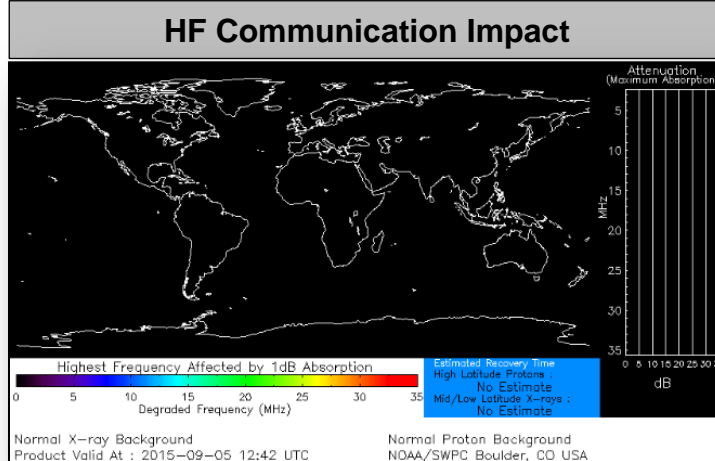 HF Communication Impact
Attenuation
(Maximum Absorption
5
10
15
20
25
30
35
MHz
0 5 10 15 20 25 30
dB
Highest Frequency Affected by 1dB Absorption
0 5 10 15 20 25 30 35
Degraded Frequency (MHz)
Estimated Recovery Time
High Latitude Protons :
No Estimate
Mid/Low Latitude X-rays :
No Estimate
Normal X-ray Background
Normal Proton Background
Product Valid At : 2015-09-05 12:42 UTC
NOAA/SWPC Boulder, CO USA